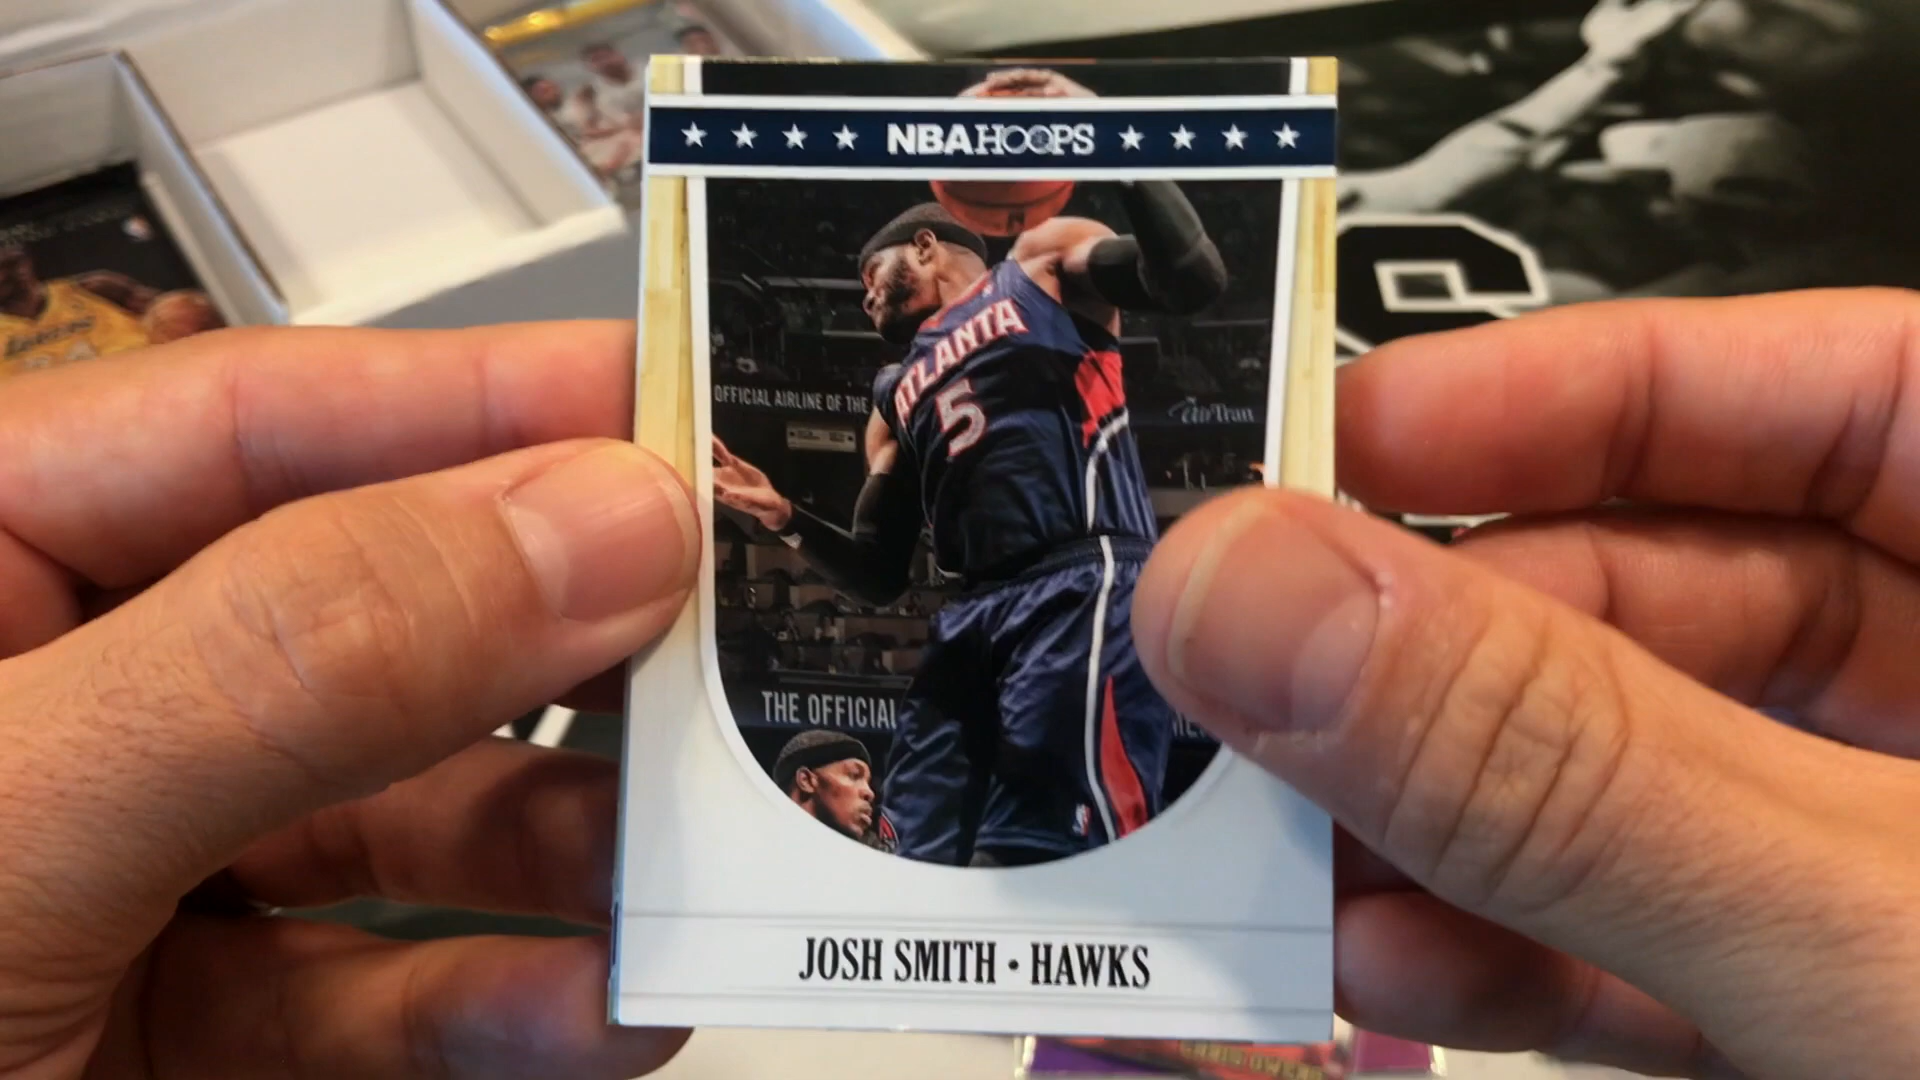 NBA HOOPS
ATLANTA
5
OFFICIAL AIRLINE OF THE
AirTran
THE OFFICIAL
JOSH SMITH • HAWKS